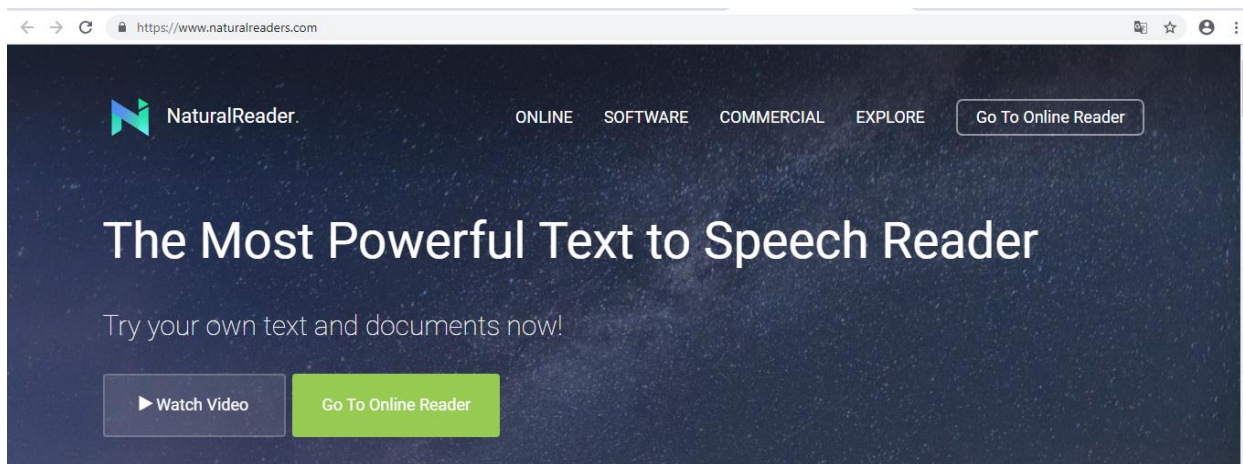 https://www.naturalreaders.com
NaturalReader. ONLINE SOFTWARE COMMERCIAL EXPLORE Go To Online Reader
The Most Powerful Text to Speech Reader
Try your own text and documents now!
Watch Video Go To Online Reader